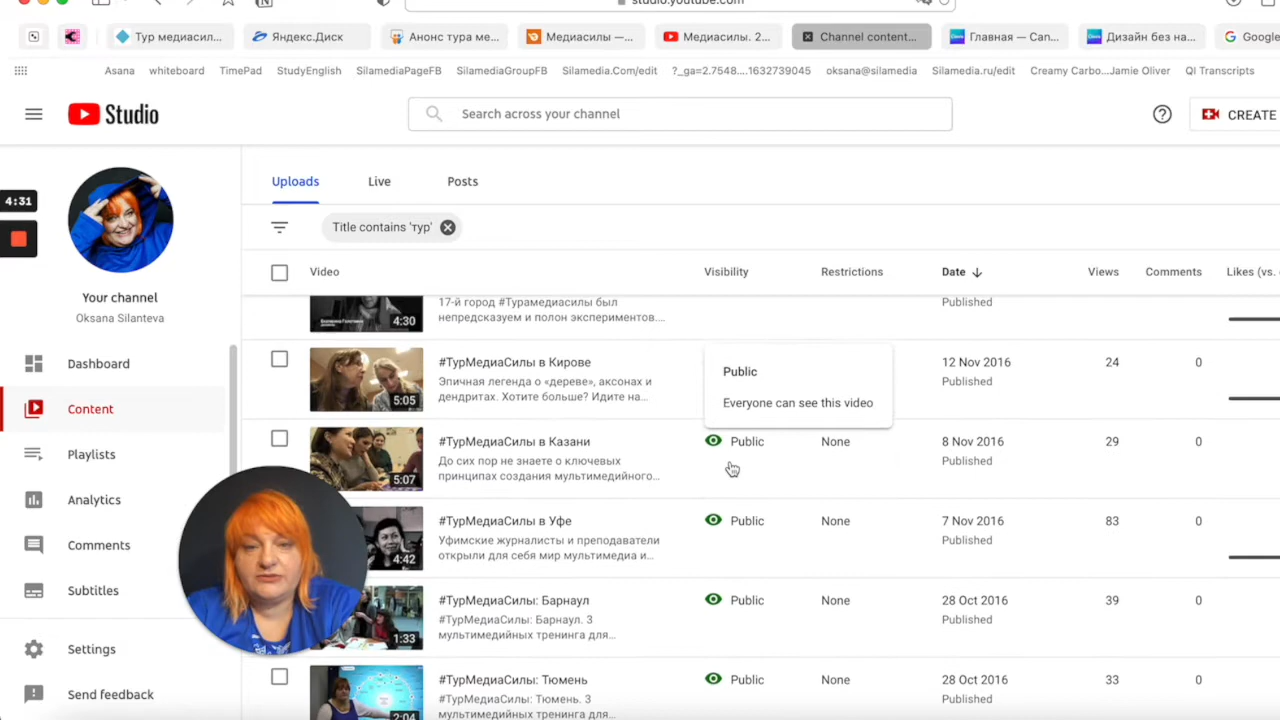 studio.youtube.com
Тур медиасил...
Яндекс.Диск
Анонс тура ме...
Медиасилы —...
Медиасилы. 2...
Channel content...
Главная — Can...
Дизайн без на...
Google
Asana
whiteboard
TimePad
StudyEnglish
SilamediaPageFB
SilamediaGroupFB
Silamedia.Com/edit
?_ga=2.7548....1632739045
oksana@silamedia
Silamedia.ru/edit
Creamy Carbo...Jamie Oliver
QI Transcripts
Studio
Search across your channel
CREATE
4:31
Your channel
Oksana Silanteva
Dashboard
Content
Playlists
Analytics
Comments
Subtitles
Settings
Send feedback
Uploads
Live
Posts
Title contains 'тур'
Video
Visibility
Restrictions
Date
Views
Comments
Likes (vs.
4:30
17-й город #Турамедиасилы был
непредсказуем и полон экспериментов....
Published
5:05
#ТурМедиаСилы в Кирове
Эпичная легенда о «дереве», аксонах и
дендритах. Хотите больше? Идите на...
Public
Everyone can see this video
12 Nov 2016
Published
24
0
5:07
#ТурМедиаСилы в Казани
До сих пор не знаете о ключевых
принципах создания мультимедийного...
Public
None
8 Nov 2016
Published
29
0
4:42
#ТурМедиаСилы в Уфе
Уфимские журналисты и преподаватели
открыли для себя мир мультимедиа и...
Public
None
7 Nov 2016
Published
83
0
1:33
#ТурМедиаСилы: Барнаул
#ТурМедиаСилы: Барнаул. 3
мультимедийных тренинга для...
Public
None
28 Oct 2016
Published
39
0
2:04
#ТурМедиаСилы: Тюмень
#ТурМедиаСилы: Тюмень. 3
мультимедийных тренинга для...
Public
None
28 Oct 2016
Published
33
0